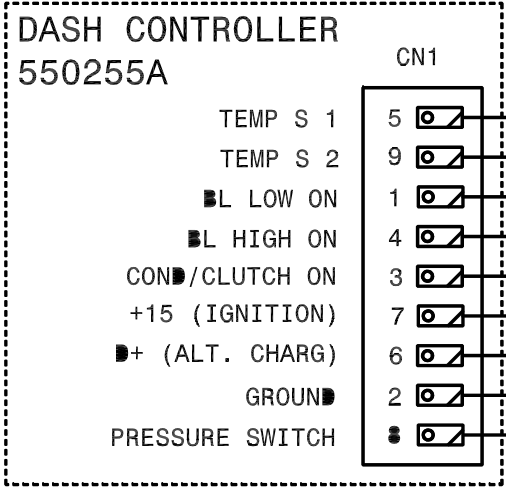 DASH CONTROLLER
550255A
CN1
TEMP S 1 5
TEMP S 2 9
BL LOW ON 1
BL HIGH ON 4
COND/CLUTCH ON 3
+15 (IGNITION) 7
D+ (ALT. CHARG) 6
GROUND 2
PRESSURE SWITCH 8